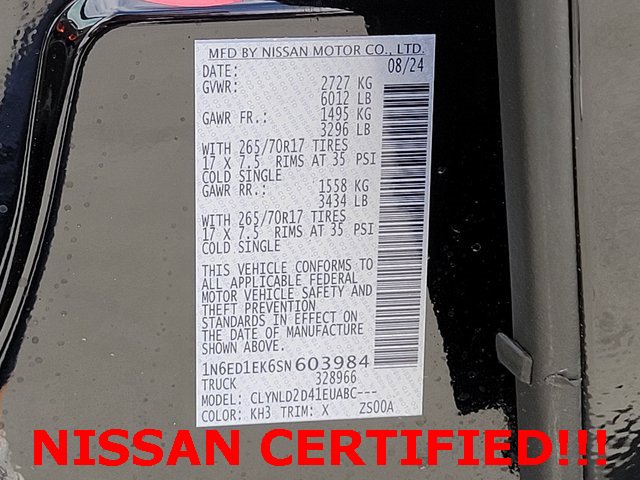 MFD BY NISSAN MOTOR CO., LTD.
DATE: 08/24
GVWR: 2727 KG
6012 LB
GAWR FR.: 1495 KG
3296 LB
WITH 265/70R17 TIRES
17 X 7.5 RIMS AT 35 PSI
COLD SINGLE
GAWR RR.: 1558 KG
3434 LB
WITH 265/70R17 TIRES
17 X 7.5 RIMS AT 35 PSI
COLD SINGLE
THIS VEHICLE CONFORMS TO
ALL APPLICABLE FEDERAL
MOTOR VEHICLE SAFETY AND
THEFT PREVENTION
STANDARDS IN EFFECT ON
THE DATE OF MANUFACTURE
SHOWN ABOVE.
1N6ED1EK6SN603984
TRUCK 328966
MODEL: CLYNLD2D41EUABC---
COLOR: KH3 TRIM: X ZS00A
NISSAN CERTIFIED!!!